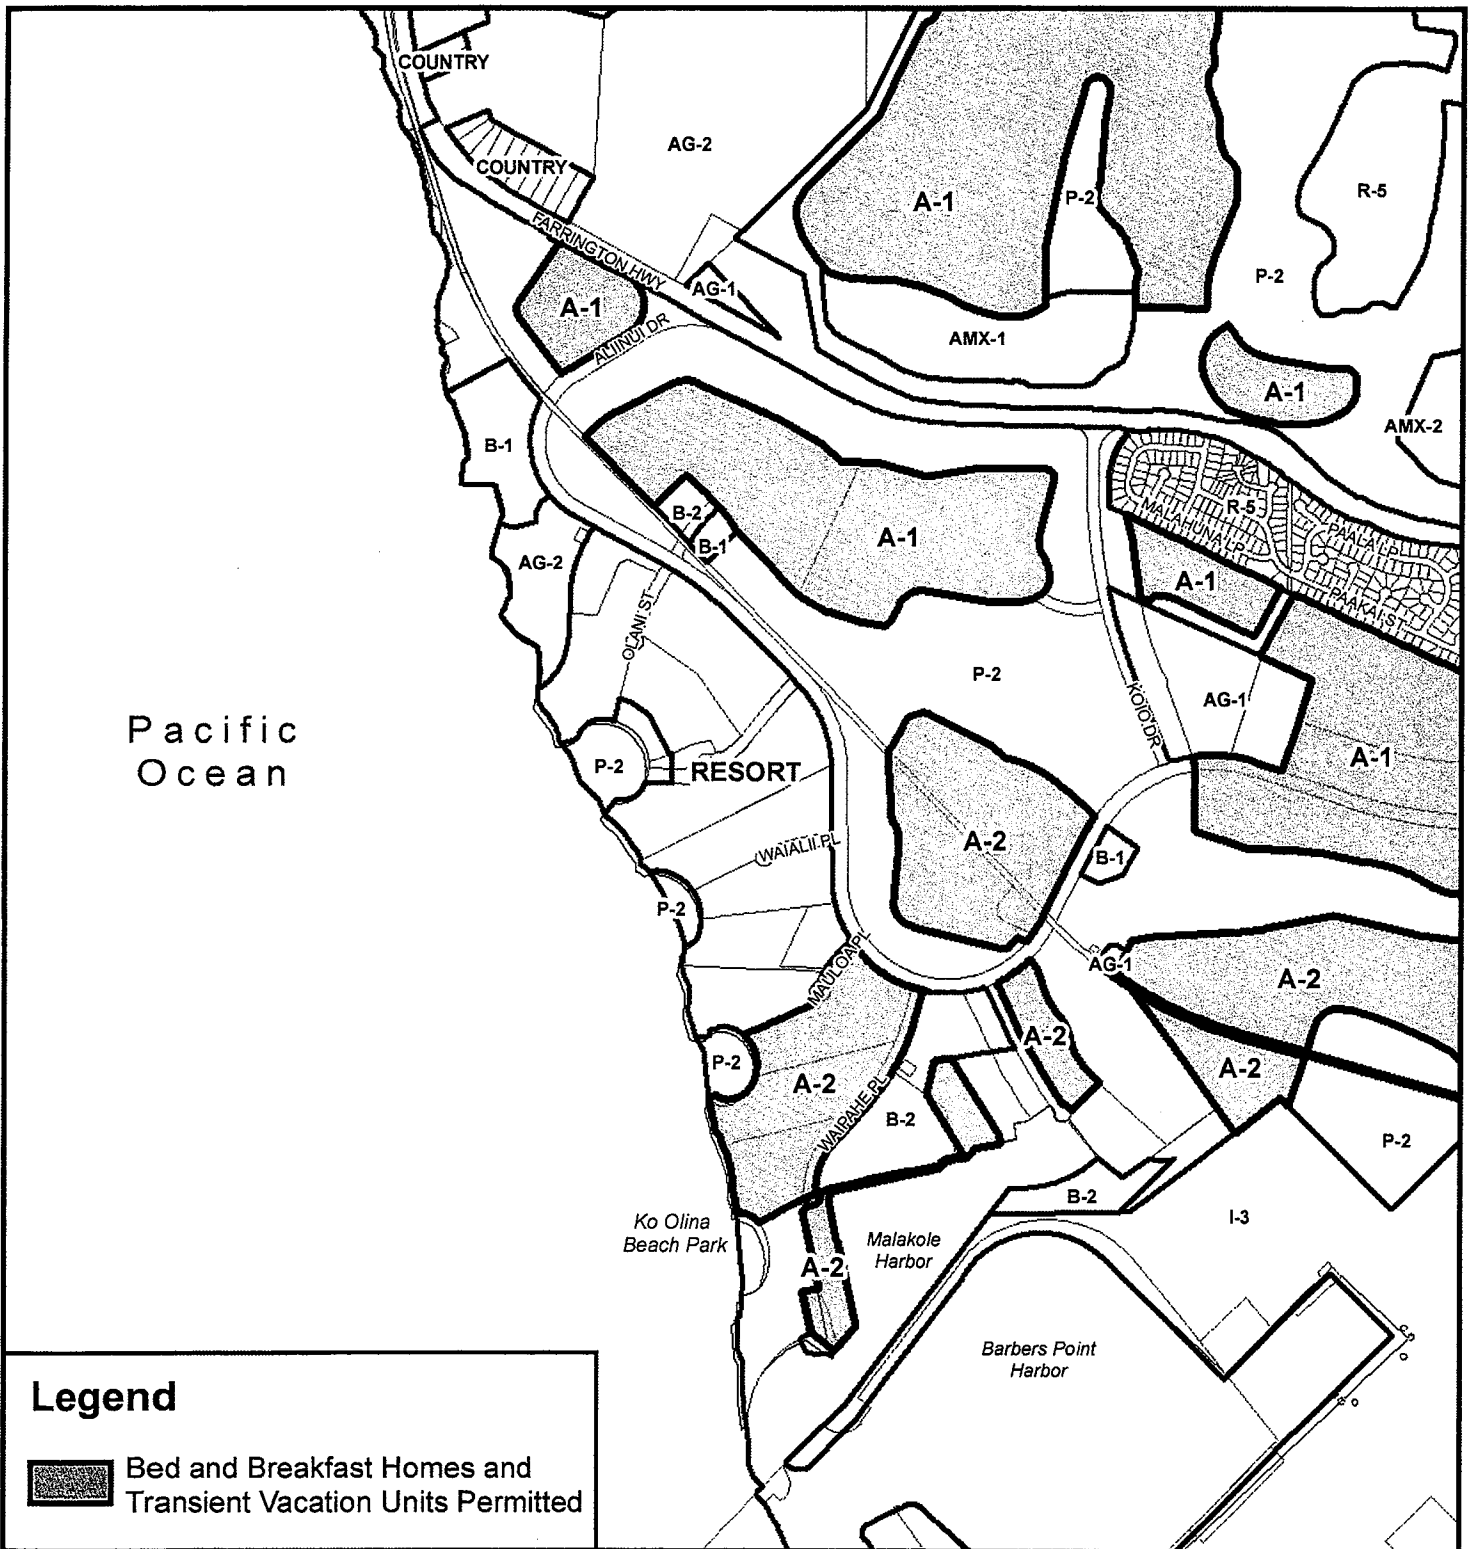 COUNTRY
AG-2
COUNTRY
A-1
P-2
R-5
FARRINGTON HWY
P-2
AG-1
A-1
ALIINUI DR
AMX-1
A-1
AMX-2
B-1
B-2
R-5
MALAHUNA LP
PAALA LP
B-1
A-1
AG-2
A-1
PAAKAI ST
OLANI ST
P-2
KOIO DR
AG-1
Pacific
Ocean
P-2
RESORT
A-1
A-2
WAIALII PL
B-1
P-2
MAULOA PL
AG-1
A-2
A-2
P-2
A-2
A-2
WAIPAHE PL
B-2
P-2
B-2
Ko Olina
Beach Park
Malakole
Harbor
I-3
A-2
Barbers Point
Harbor
Legend
Bed and Breakfast Homes and
Transient Vacation Units Permitted